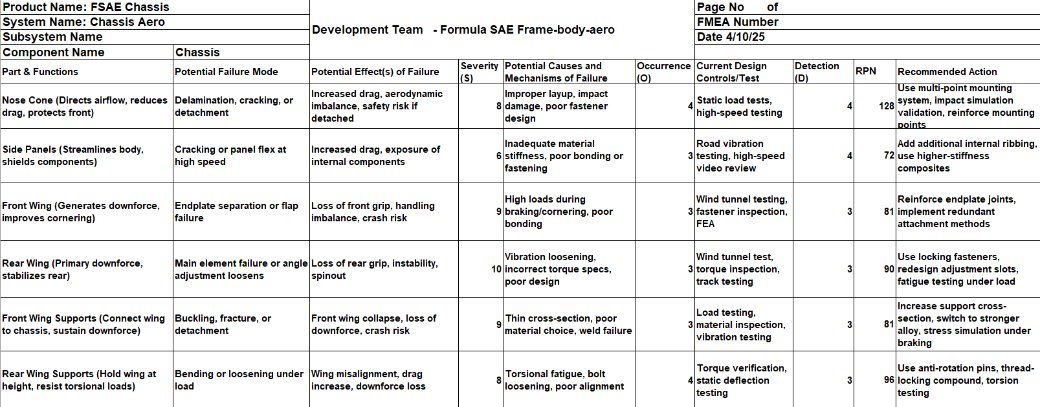 Product Name: FSAE Chassis
System Name: Chassis Aero
Subsystem Name
Component Name
Chassis
Development Team - Formula SAE Frame-body-aero
Page No of
FMEA Number
Date 4/10/25
Part & Functions
Potential Failure Mode
Potential Effect(s) of Failure
Severity
(S)
Potential Causes and
Mechanisms of Failure
Occurrence
(O)
Current Design
Controls/Test
Detection
(D)
RPN
Recommended Action
Nose Cone (Directs airflow, reduces
drag, protects front)
Delamination, cracking, or
detachment
Increased drag, aerodynamic
imbalance, safety risk if
detached
8
Improper layup, impact
damage, poor fastener
design
4
Static load tests,
high-speed testing
4
128
Use multi-point mounting
system, impact simulation
validation, reinforce mounting
points
Side Panels (Streamlines body,
shields components)
Cracking or panel flex at
high speed
Increased drag, exposure of
internal components
6
Inadequate material
stiffness, poor bonding or
fastening
3
Road vibration
testing, high-speed
video review
4
72
Add additional internal ribbing,
use higher-stiffness
composites
Front Wing (Generates downforce,
improves cornering)
Endplate separation or flap
failure
Loss of front grip, handling
imbalance, crash risk
9
High loads during
braking/cornering, poor
bonding
3
Wind tunnel testing,
fastener inspection,
FEA
3
81
Reinforce endplate joints,
implement redundant
attachment methods
Rear Wing (Primary downforce,
stabilizes rear)
Main element failure or angle
adjustment loosens
Loss of rear grip, instability,
spinout
10
Vibration loosening,
incorrect torque specs,
poor design
3
Wind tunnel test,
torque inspection,
track testing
3
90
Use locking fasteners,
redesign adjustment slots,
fatigue testing under load
Front Wing Supports (Connect wing
to chassis, sustain downforce)
Buckling, fracture, or
detachment
Front wing collapse, loss of
downforce, crash risk
9
Thin cross-section, poor
material choice, weld failure
3
Load testing,
material inspection,
vibration testing
3
81
Increase support cross-
section, switch to stronger
alloy, stress simulation under
braking
Rear Wing Supports (Hold wing at
height, resist torsional loads)
Bending or loosening under
load
Wing misalignment, drag
increase, downforce loss
8
Torsional fatigue, bolt
loosening, poor alignment
4
Torque verification,
static deflection
testing
3
96
Use anti-rotation pins, thread-
locking compound, torsion
testing